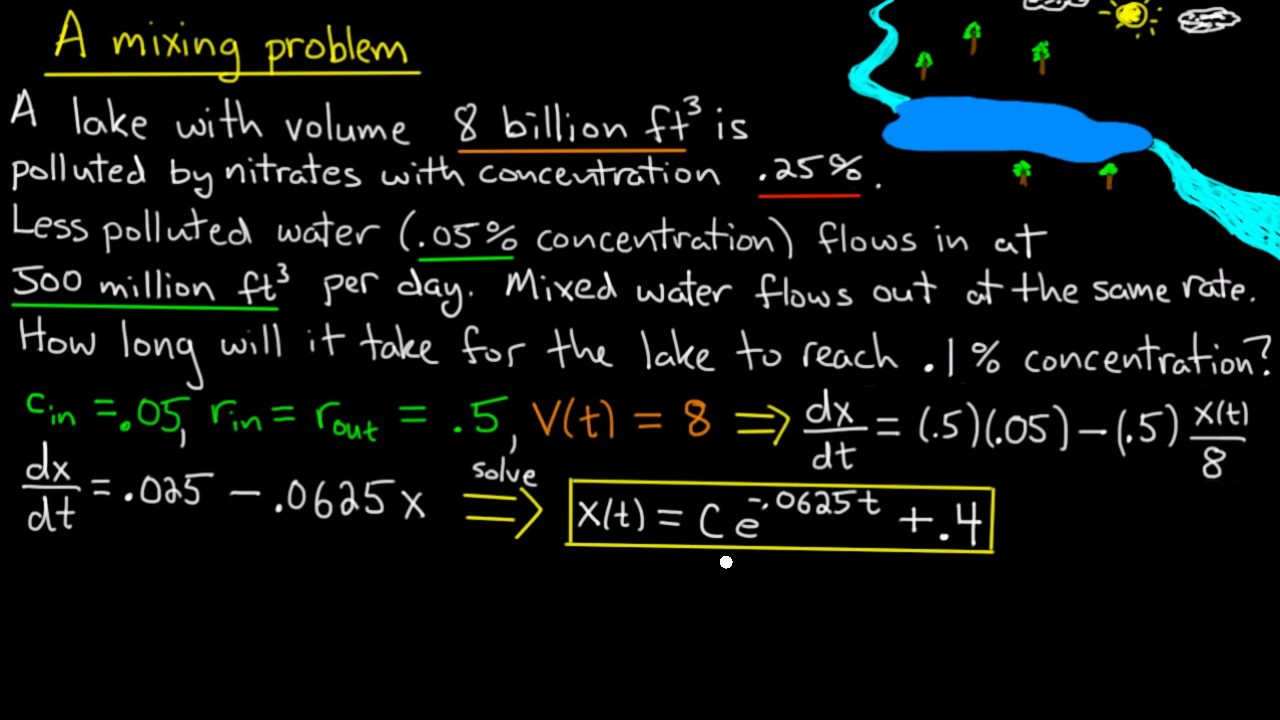 A mixing problem
A lake with volume 8 billion ft³ is
polluted by nitrates with concentration .25%.
Less polluted water (.05% concentration) flows in at
500 million ft³ per day. Mixed water flows out at the same rate.
How long will it take for the lake to reach .1% concentration?
c_in = .05, r_in = r_out = .5, V(t) = 8 ⟹ dx/dt = (.5)(.05) − (.5) x(t)/8
dx/dt = .025 − .0625x solve ⟹ x(t) = Ce^{-.0625t} + .4